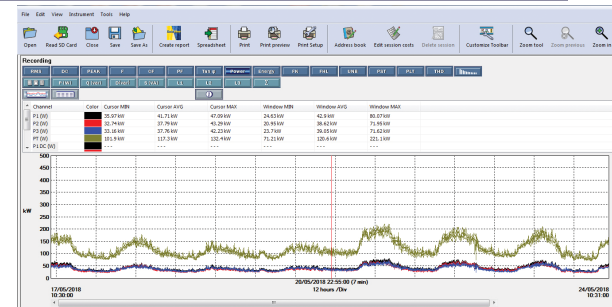 File Edit View Instrument Tools Help
Open Read SD Card Close Save Save As Create report Spreadsheet Print Print preview Print Setup Address book Edit session costs Delete session Customize Toolbar Zoom tool Zoom previous Zoom in
Recording
RMS DC PEAK F CF PF Tan φ Power Energy FK FHL UNB PST PLT THD
P (W) L1 L2 L3 Σ
Channel Color Cursor MIN Cursor AVG Cursor MAX Window MIN Window AVG Window MAX
P1 (W) 35.97 kW 41.71 kW 47.09 kW 24.63 kW 42.9 kW 80.07 kW
P2 (W) 32.74 kW 37.79 kW 43.29 kW 20.95 kW 38.62 kW 71.95 kW
P3 (W) 33.16 kW 37.76 kW 42.23 kW 23.7 kW 39.05 kW 71.62 kW
PT (W) 101.9 kW 117.3 kW 132.4 kW 71.21 kW 120.6 kW 221.1 kW
P1 DC (W) --- --- --- --- --- ---
500
450
400
350
300
kW
250
200
150
100
50
0
17/05/2018
10:30:00
20/05/2018 22:55:00 (7 min)
12 hours /Div
24/05/2018
10:31:00